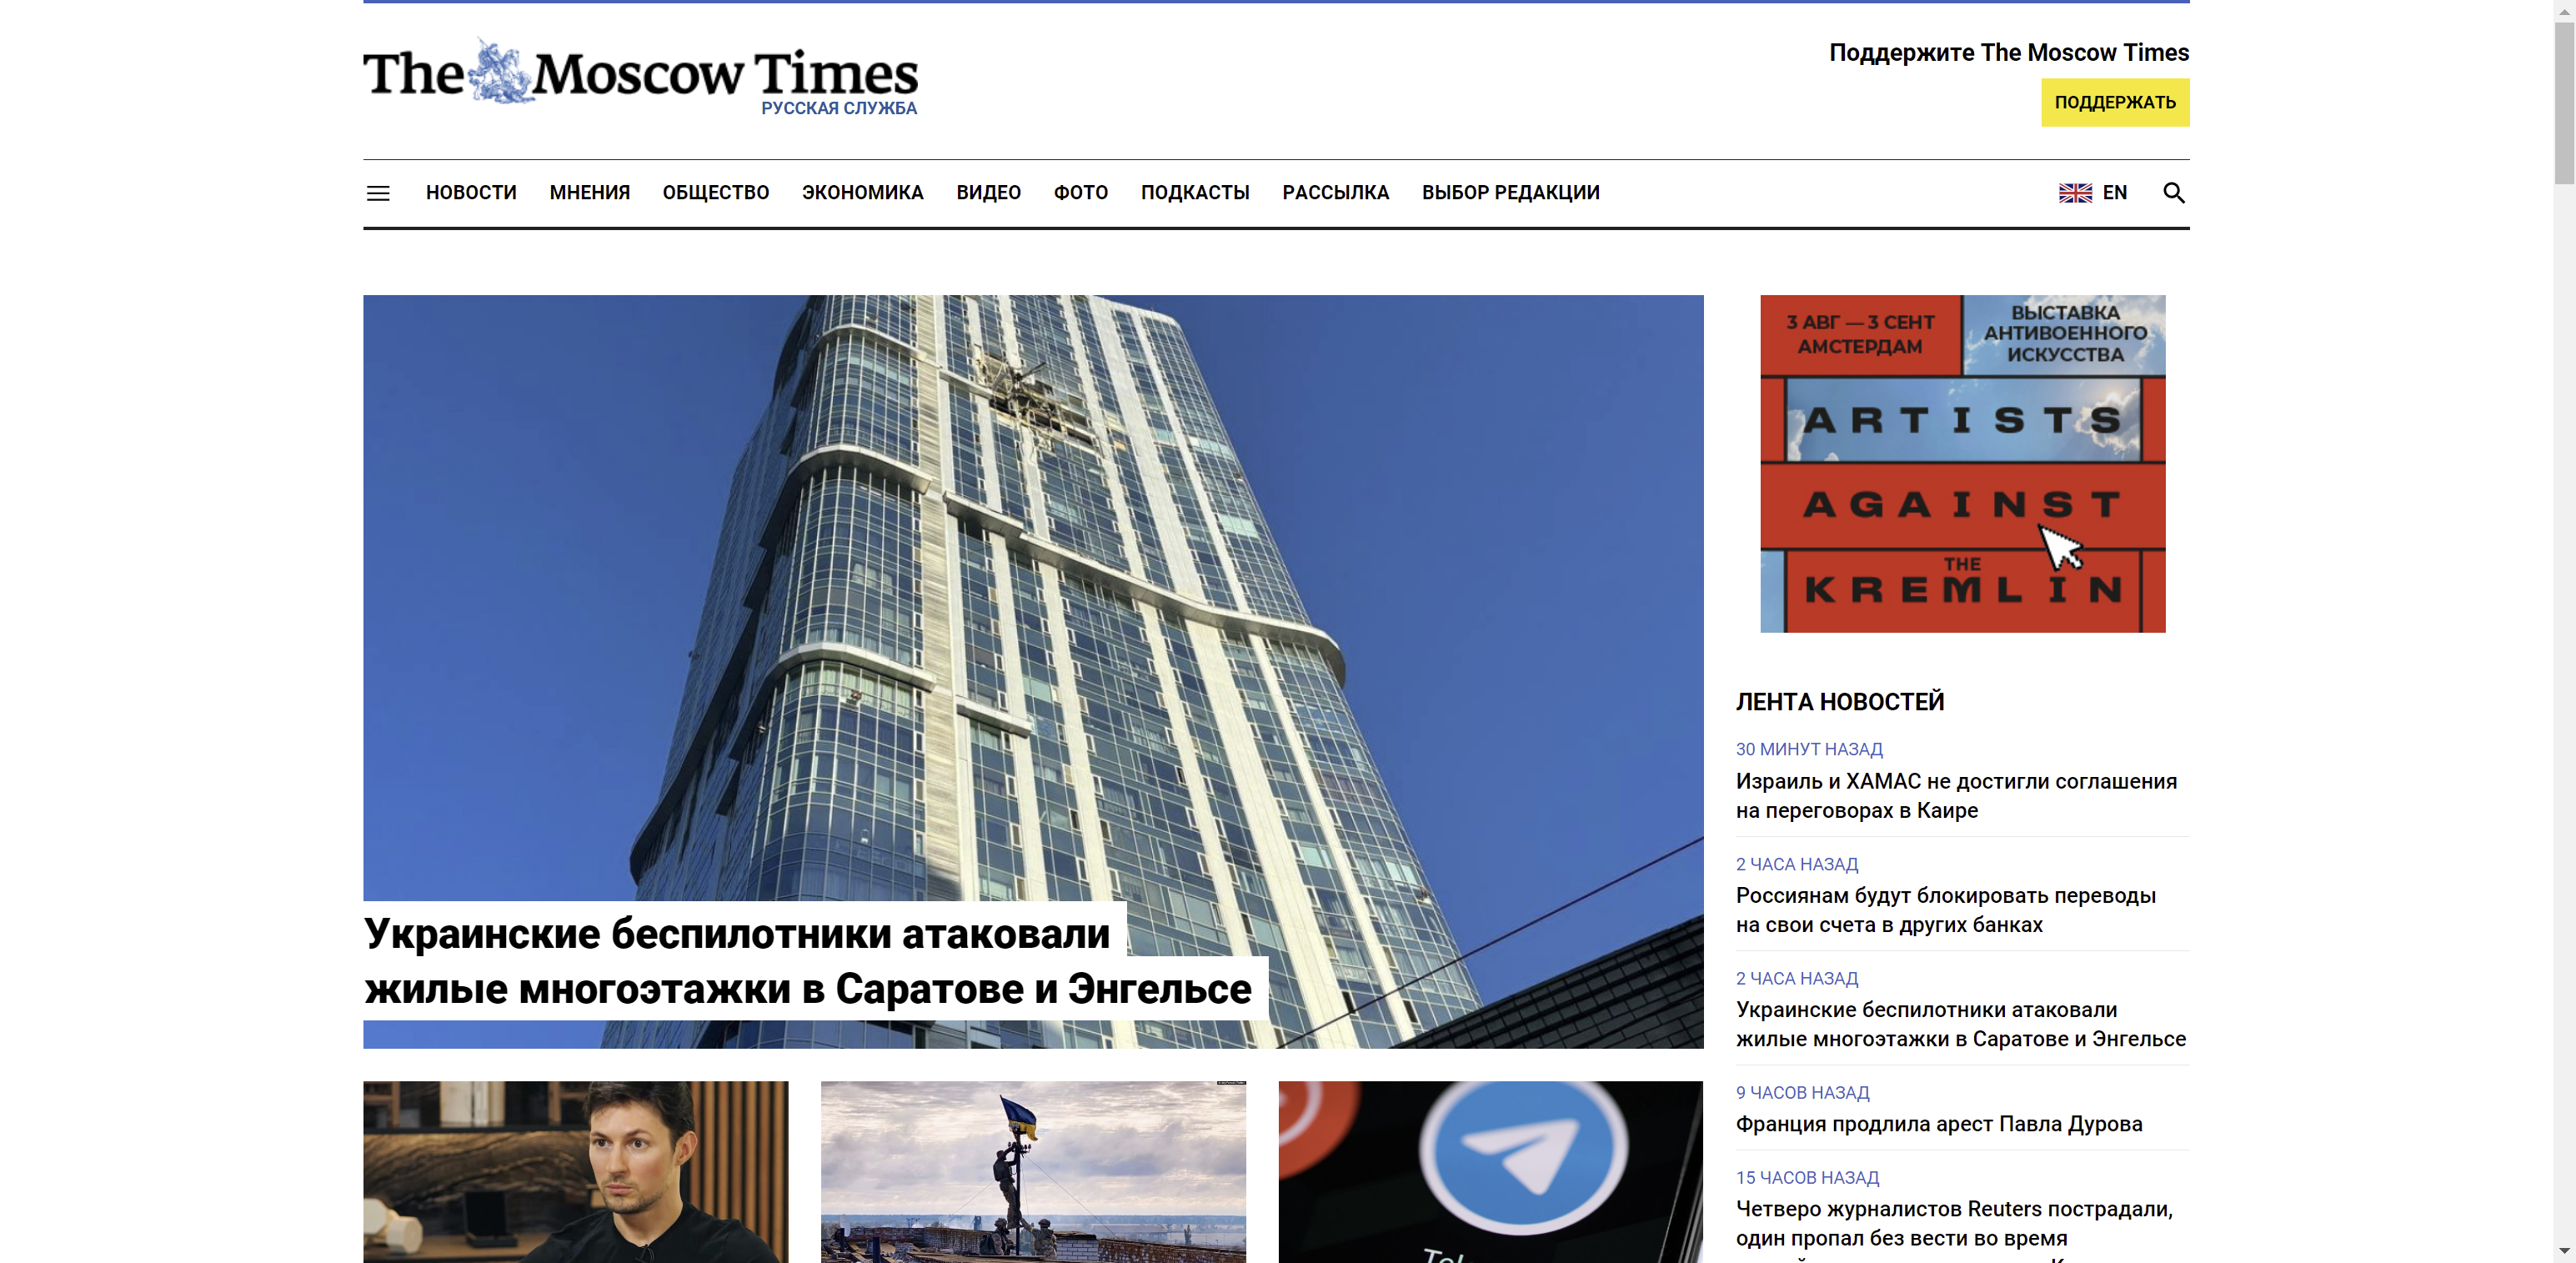 The Moscow Times
РУССКАЯ СЛУЖБА
Поддержите The Moscow Times
ПОДДЕРЖАТЬ
НОВОСТИ МНЕНИЯ ОБЩЕСТВО ЭКОНОМИКА ВИДЕО ФОТО ПОДКАСТЫ РАССЫЛКА ВЫБОР РЕДАКЦИИ EN
Украинские беспилотники атаковали
жилые многоэтажки в Саратове и Энгельсе
3 АВГ — 3 СЕНТ
АМСТЕРДАМ
ВЫСТАВКА
АНТИВОЕННОГО
ИСКУССТВА
ARTISTS
AGAINST
THE
KREMLIN
ЛЕНТА НОВОСТЕЙ
30 МИНУТ НАЗАД
Израиль и ХАМАС не достигли соглашения
на переговорах в Каире
2 ЧАСА НАЗАД
Россиянам будут блокировать переводы
на свои счета в других банках
2 ЧАСА НАЗАД
Украинские беспилотники атаковали
жилые многоэтажки в Саратове и Энгельсе
9 ЧАСОВ НАЗАД
Франция продлила арест Павла Дурова
15 ЧАСОВ НАЗАД
Четверо журналистов Reuters пострадали,
один пропал без вести во время